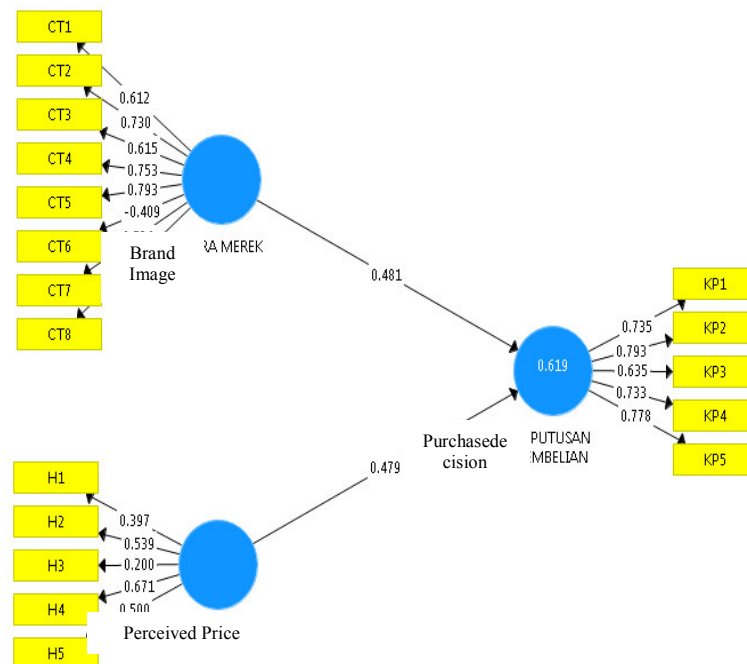 CT1
CT2
CT3
CT4
CT5
CT6
CT7
CT8
0.612
0.730
0.615
0.753
0.793
-0.409
Brand
Image
RA MEREK
0.481
0.619
Purchasede
cision
PUTUSAN
EMBELIAN
0.735
0.793
0.635
0.733
0.778
KP1
KP2
KP3
KP4
KP5
0.479
H1
H2
H3
H4
H5
0.397
0.539
0.200
0.671
0.500
Perceived Price